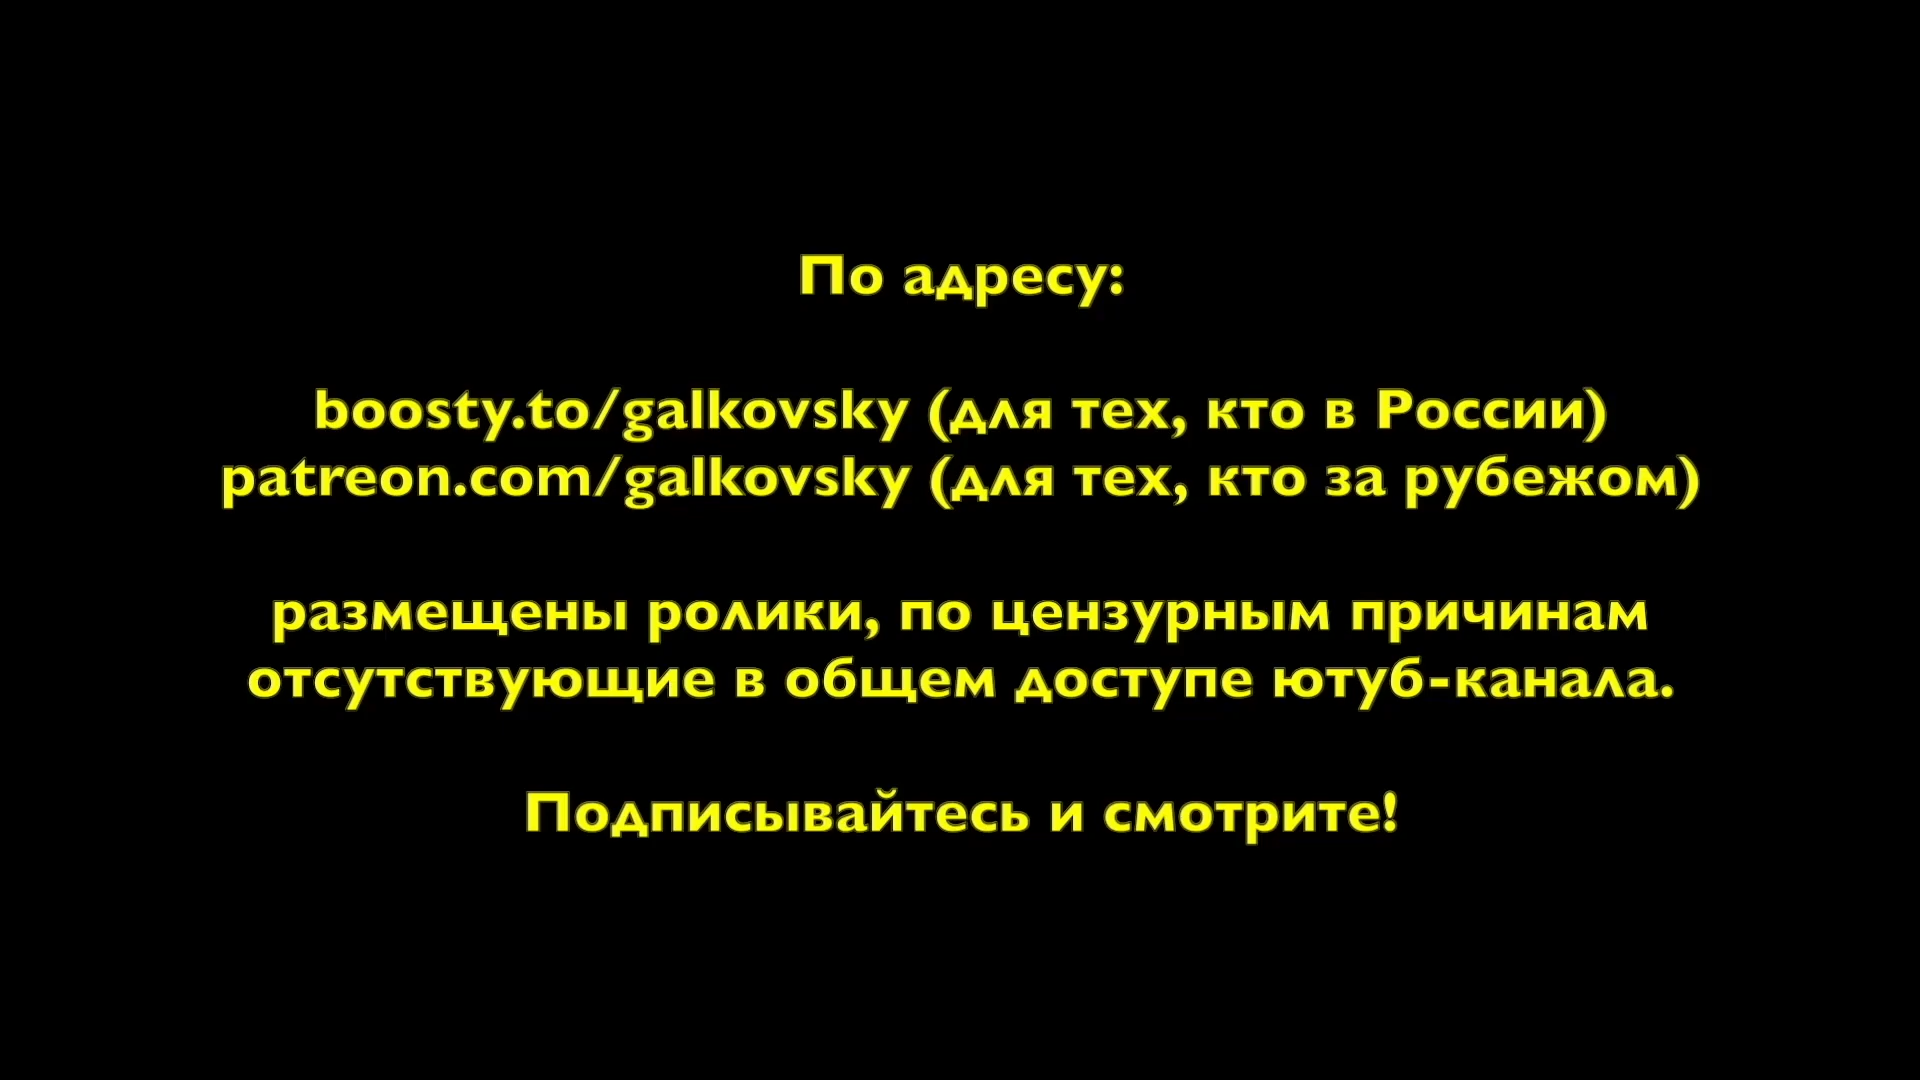 По адресу:
boosty.to/galkovsky (для тех, кто в России)
patreon.com/galkovsky (для тех, кто за рубежом)
размещены ролики, по цензурным причинам
отсутствующие в общем доступе ютуб-канала.
Подписывайтесь и смотрите!